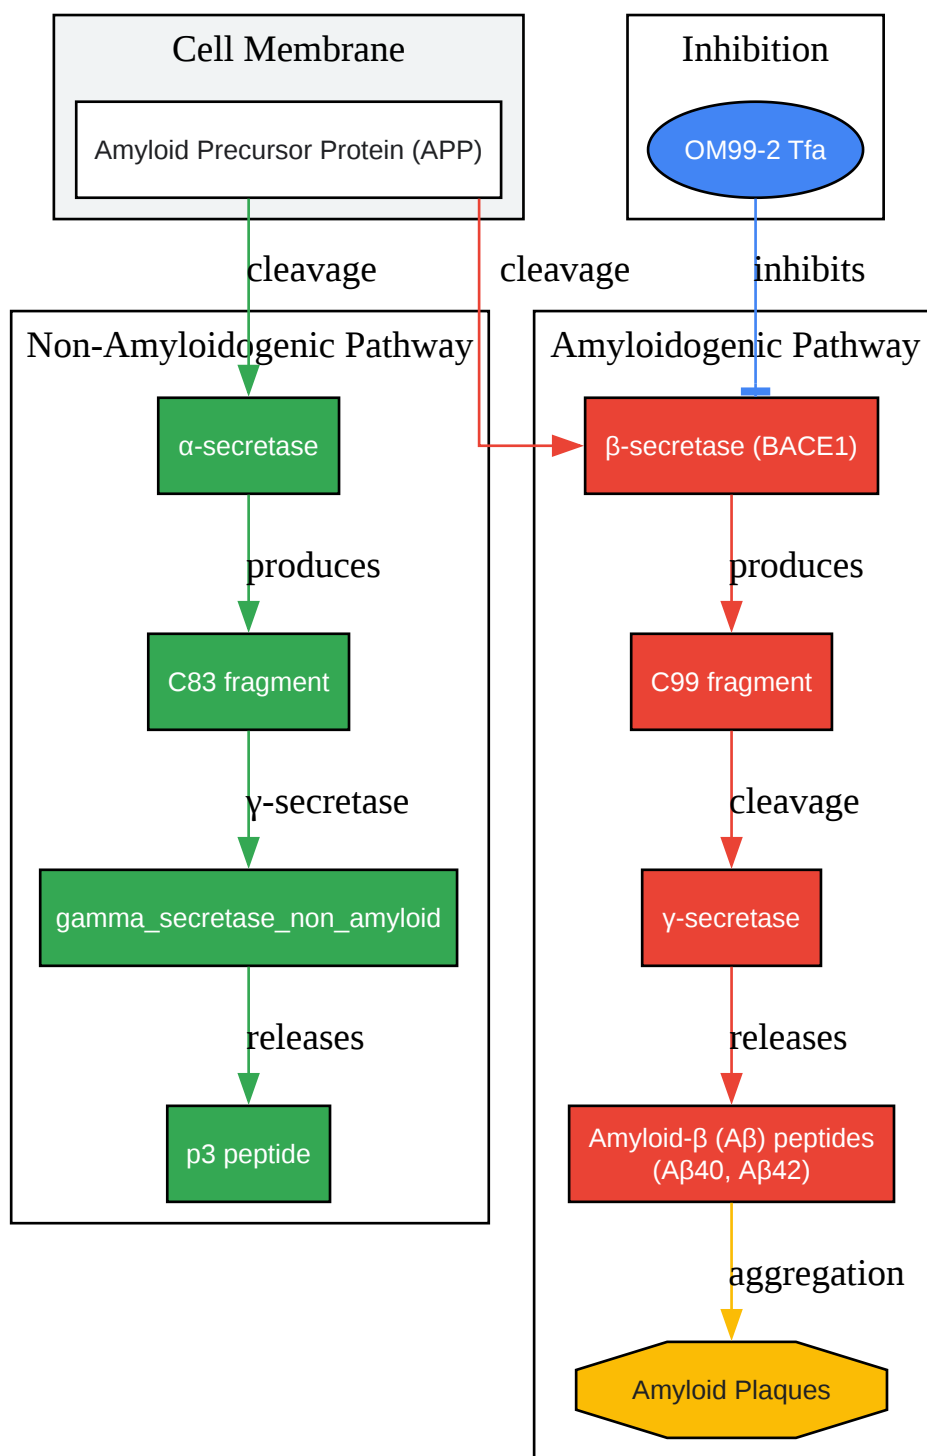 Cell Membrane
Inhibition
Amyloid Precursor Protein (APP)
OM99-2 Tfa
cleavage
cleavage
inhibits
Non-Amyloidogenic Pathway
Amyloidogenic Pathway
α-secretase
β-secretase (BACE1)
produces
produces
C83 fragment
C99 fragment
γ-secretase
cleavage
gamma_secretase_non_amyloid
γ-secretase
releases
releases
p3 peptide
Amyloid-β (Aβ) peptides
(Aβ40, Aβ42)
aggregation
Amyloid Plaques